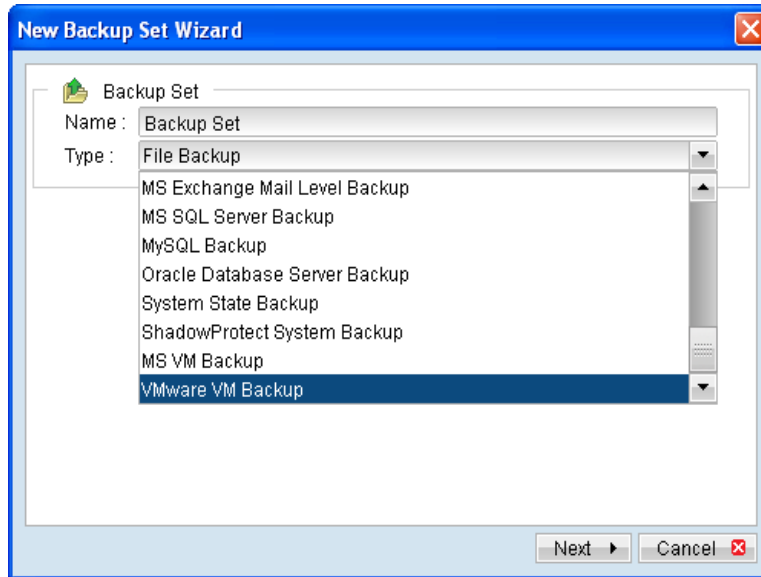 New Backup Set Wizard
Backup Set
Name : Backup Set
Type : File Backup
MS Exchange Mail Level Backup
MS SQL Server Backup
MySQL Backup
Oracle Database Server Backup
System State Backup
ShadowProtect System Backup
MS VM Backup
VMware VM Backup
Next Cancel